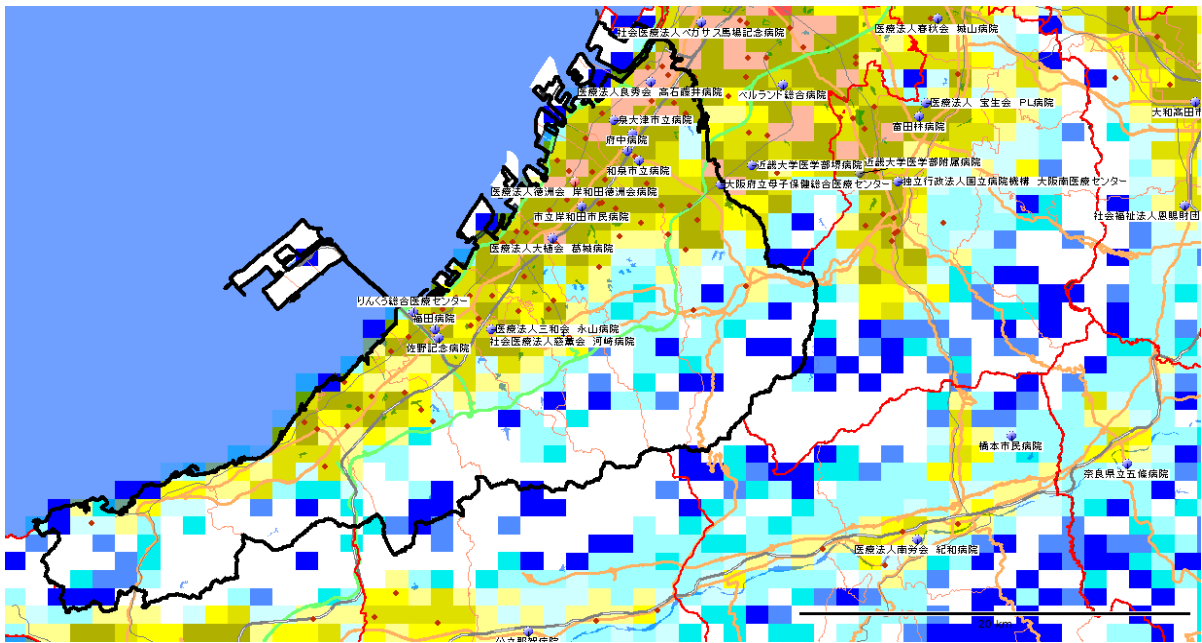 社会医療法人ペガサス馬場記念病院
医療法人春秋会 城山病院
医療法人良秀会 高石藤井病院
ベルランド総合病院
医療法人 宝生会 PL病院
大和高田市
泉大津市立病院
富田林病院
府中病院
和泉市立病院
近畿大学医学部堺病院
近畿大学医学部附属病院
医療法人徳洲会 岸和田徳洲会病院
大阪府立母子保健総合医療センター
独立行政法人国立病院機構 大阪南医療センター
市立岸和田市民病院
社会福祉法人恩賜財団
医療法人大植会 葛城病院
りんくう総合医療センター
福田病院
医療法人三和会 永山病院
佐野記念病院
社会医療法人慈薫会 河崎病院
橋本市民病院
奈良県立五條病院
医療法人南労会 紀和病院
20 km
公立那賀病院